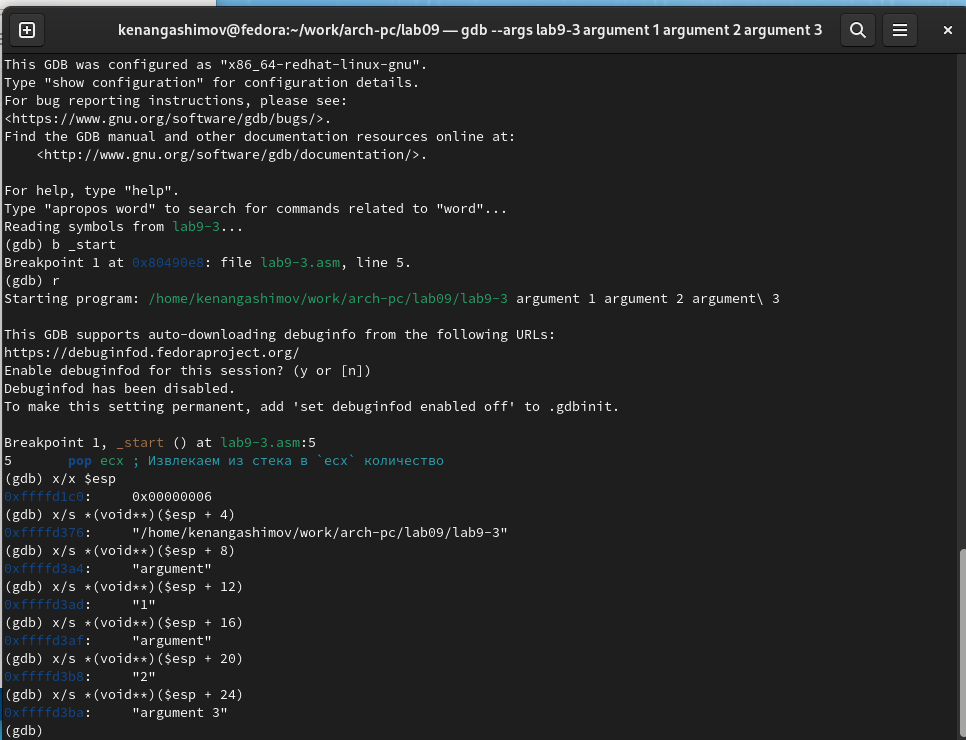 kenangashimov@fedora:~/work/arch-pc/lab09 — gdb --args lab9-3 argument 1 argument 2 argument 3
This GDB was configured as "x86_64-redhat-linux-gnu".
Type "show configuration" for configuration details.
For bug reporting instructions, please see:
<https://www.gnu.org/software/gdb/bugs/>.
Find the GDB manual and other documentation resources online at:
    <http://www.gnu.org/software/gdb/documentation/>.
For help, type "help".
Type "apropos word" to search for commands related to "word"...
Reading symbols from lab9-3...
(gdb) b _start
Breakpoint 1 at 0x80490e8: file lab9-3.asm, line 5.
(gdb) r
Starting program: /home/kenangashimov/work/arch-pc/lab09/lab9-3 argument 1 argument 2 argument\ 3
This GDB supports auto-downloading debuginfo from the following URLs:
https://debuginfod.fedoraproject.org/
Enable debuginfod for this session? (y or [n])
Debuginfod has been disabled.
To make this setting permanent, add 'set debuginfod enabled off' to .gdbinit.
Breakpoint 1, _start () at lab9-3.asm:5
5       pop ecx ; Извлекаем из стека в `ecx` количество
(gdb) x/x $esp
0xffffd1c0:     0x00000006
(gdb) x/s *(void**)($esp + 4)
0xffffd376:     "/home/kenangashimov/work/arch-pc/lab09/lab9-3"
(gdb) x/s *(void**)($esp + 8)
0xffffd3a4:     "argument"
(gdb) x/s *(void**)($esp + 12)
0xffffd3ad:     "1"
(gdb) x/s *(void**)($esp + 16)
0xffffd3af:     "argument"
(gdb) x/s *(void**)($esp + 20)
0xffffd3b8:     "2"
(gdb) x/s *(void**)($esp + 24)
0xffffd3ba:     "argument 3"
(gdb)